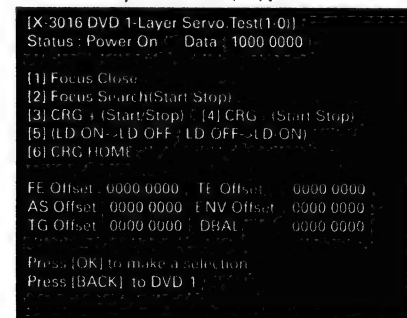 [X-3016 DVD 1-Layer Servo.Test(1-0)]
Status : Power On Data : 1000 0000
[1] Focus Close
[2] Focus Search(Start Stop)
[3] CRG + (Start/Stop) [4] CRG - (Start Stop)
[5] (LD ON->LD OFF / LD OFF->LD ON)
[6] CRG HOME
FE Offset : 0000 0000 TE Offset : 0000 0000
AS Offset : 0000 0000 ENV Offset : 0000 0000
TG Offset : 0000 0000 DBAL : 0000 0000
Press [OK] to make a selection
Press [BACK] to DVD 1